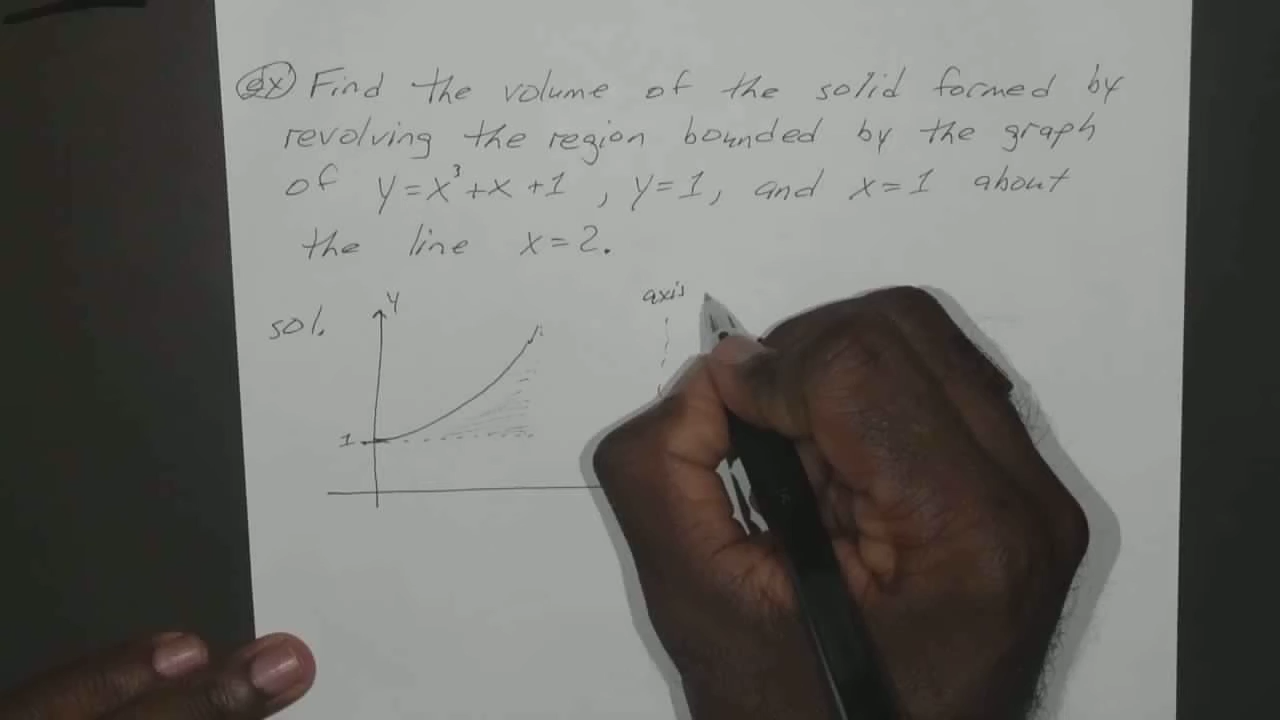 Ex Find the volume of the solid formed by
revolving the region bounded by the graph
of y=x³+x+1, y=1, and x=1 about
the line x=2.
sol.
y
axis
1